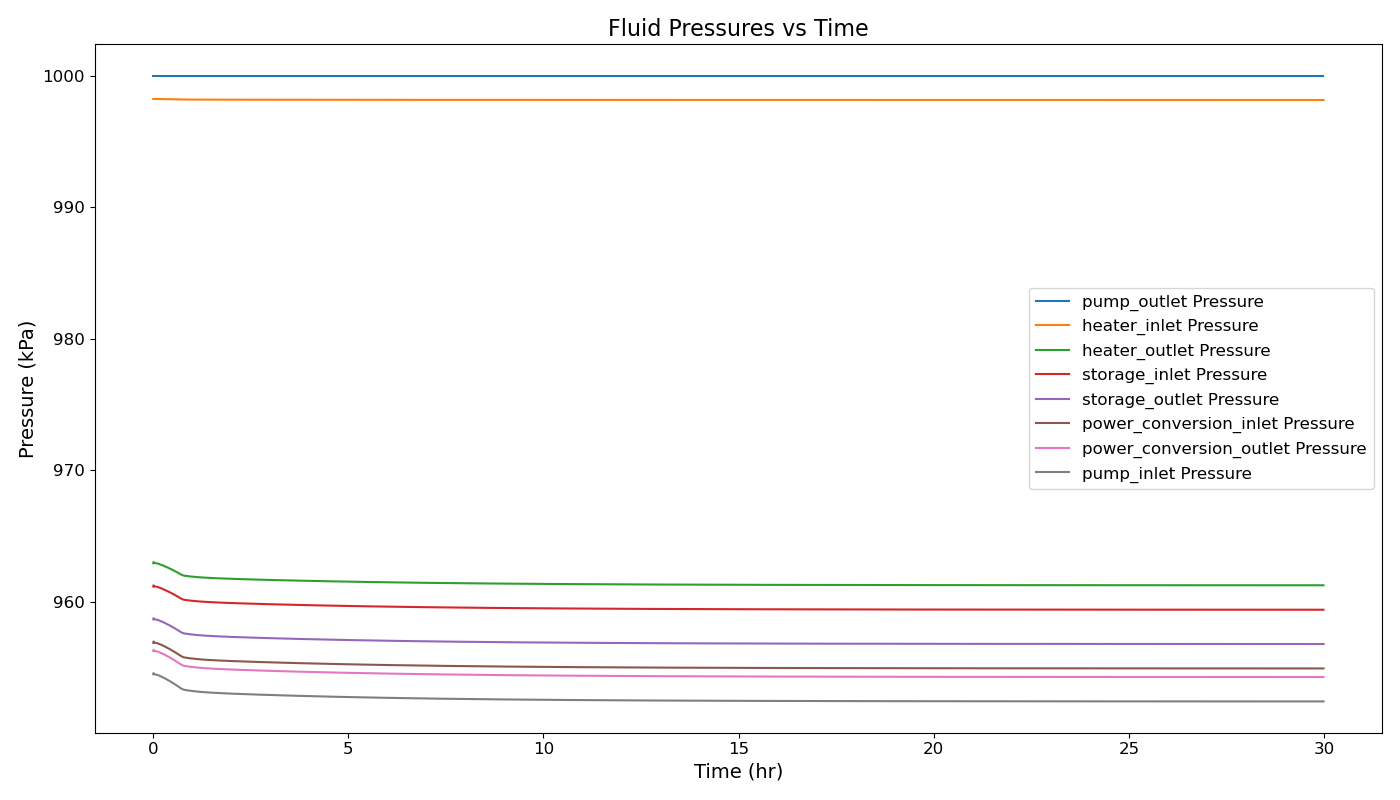 Fluid Pressures vs Time
Pressure (kPa)
1000
990
980
970
960
pump_outlet Pressure
heater_inlet Pressure
heater_outlet Pressure
storage_inlet Pressure
storage_outlet Pressure
power_conversion_inlet Pressure
power_conversion_outlet Pressure
pump_inlet Pressure
0 5 10 15 20 25 30
Time (hr)